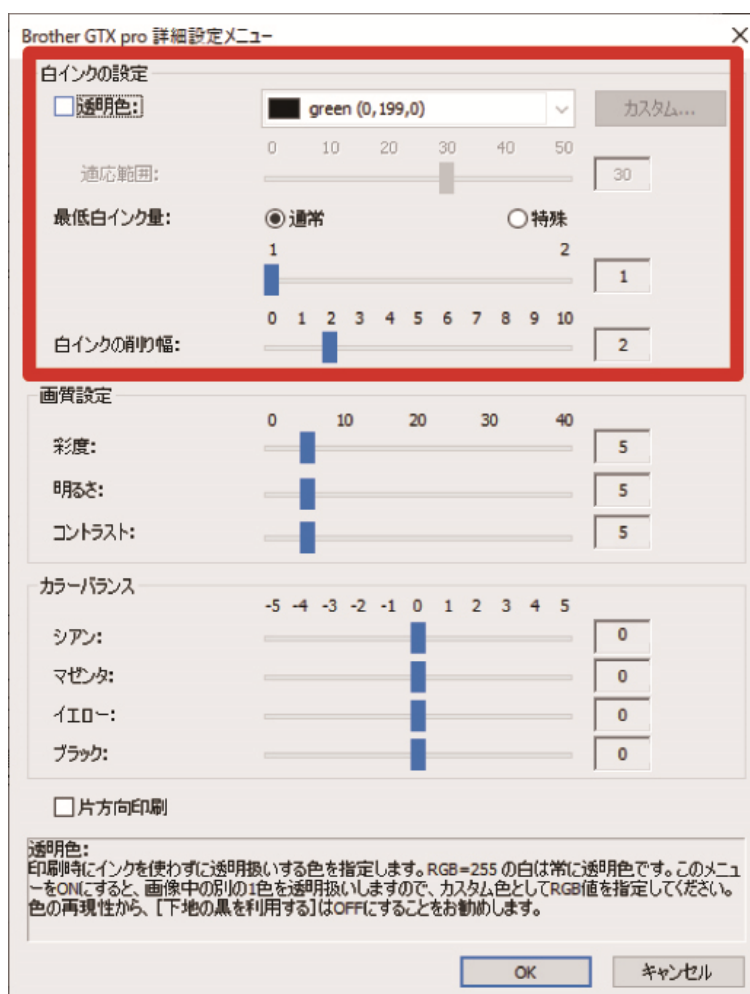 Brother GTX pro 詳細設定メニュー
白インクの設定
透明色: green (0,199,0) カスタム...
0 10 20 30 40 50
適応範囲: 30
最低白インク量: 通常 特殊
1 2
1
0 1 2 3 4 5 6 7 8 9 10
白インクの削り幅: 2
画質設定
0 10 20 30 40
彩度: 5
明るさ: 5
コントラスト: 5
カラーバランス
-5 -4 -3 -2 -1 0 1 2 3 4 5
シアン: 0
マゼンタ: 0
イエロー: 0
ブラック: 0
片方向印刷
透明色:
印刷時にインクを使わずに透明扱いする色を指定します。RGB=255 の白は常に透明色です。このメニュ
ーをONにすると、画像中の別の1色を透明扱いしますので、カスタム色としてRGB値を指定してください。
色の再現性から、[下地の黒を利用する]はOFFにすることをお勧めします。
OK キャンセル